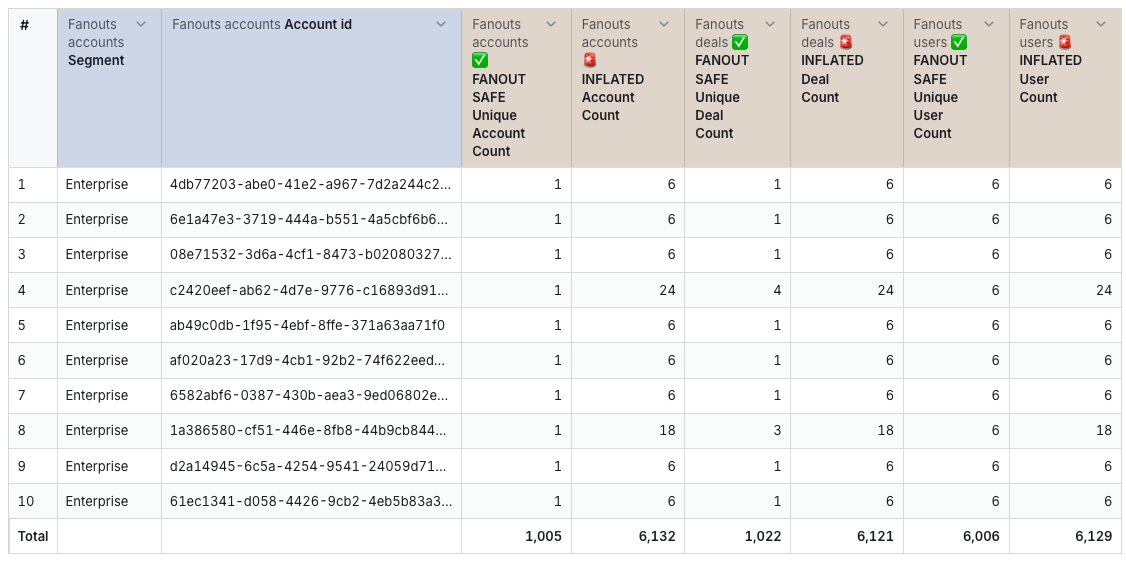 # Fanouts accounts Segment Fanouts accounts Account id Fanouts accounts ✅ FANOUT SAFE Unique Account Count Fanouts accounts 🚨 INFLATED Account Count Fanouts deals ✅ FANOUT SAFE Unique Deal Count Fanouts deals 🚨 INFLATED Deal Count Fanouts users ✅ FANOUT SAFE Unique User Count Fanouts users 🚨 INFLATED User Count
1 Enterprise 4db77203-abe0-41e2-a967-7d2a244c2... 1 6 1 6 6 6
2 Enterprise 6e1a47e3-3719-444a-b551-4a5cbf6b6... 1 6 1 6 6 6
3 Enterprise 08e71532-3d6a-4cf1-8473-b02080327... 1 6 1 6 6 6
4 Enterprise c2420eef-ab62-4d7e-9776-c16893d91... 1 24 4 24 6 24
5 Enterprise ab49c0db-1f95-4ebf-8ffe-371a63aa71f0 1 6 1 6 6 6
6 Enterprise af020a23-17d9-4cb1-92b2-74f622eed... 1 6 1 6 6 6
7 Enterprise 6582abf6-0387-430b-aea3-9ed06802e... 1 6 1 6 6 6
8 Enterprise 1a386580-cf51-446e-8fb8-44b9cb844... 1 18 3 18 6 18
9 Enterprise d2a14945-6c5a-4254-9541-24059d71... 1 6 1 6 6 6
10 Enterprise 61ec1341-d058-4426-9cb2-4eb5b83a3... 1 6 1 6 6 6
Total 1,005 6,132 1,022 6,121 6,006 6,129